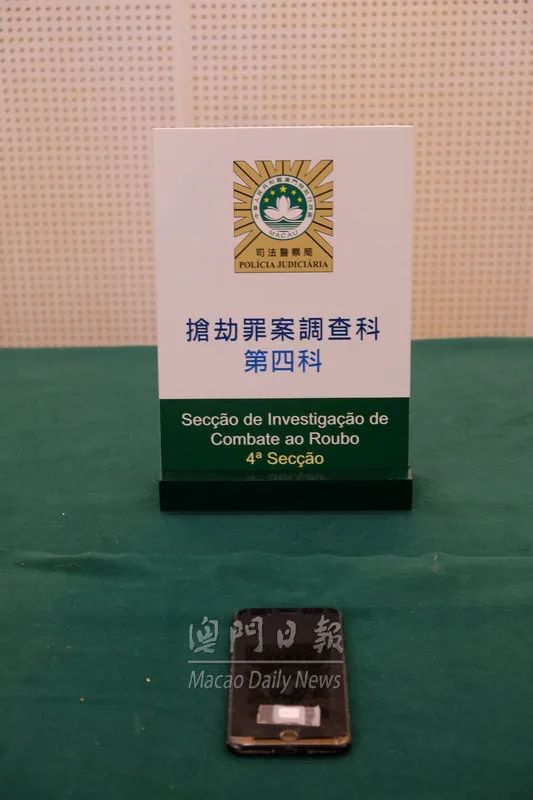 MACAU
司法警察局
POLÍCIA JUDICIÁRIA
搶劫罪案調查科
第四科
Secção de Investigação de
Combate ao Roubo
4ª Secção
澳門日報
Macao Daily News